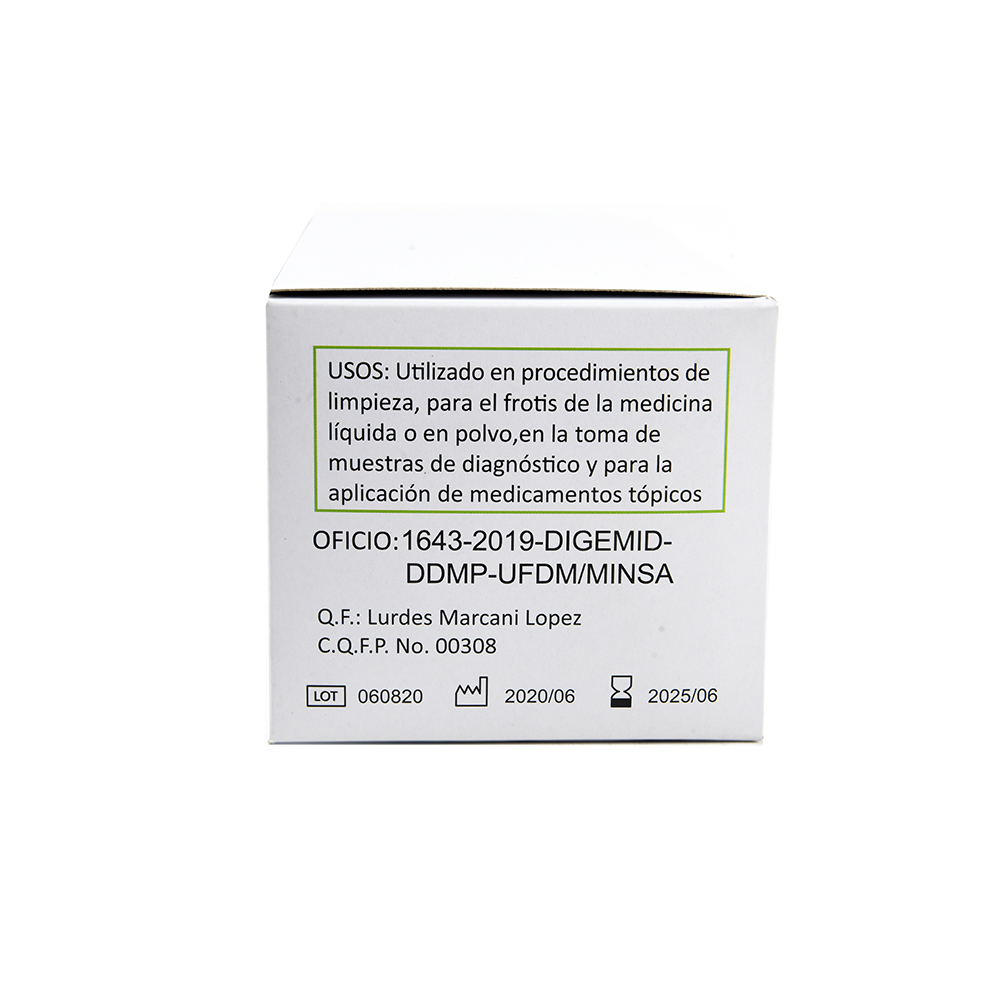 USOS: Utilizado en procedimientos de
limpieza, para el frotis de la medicina
líquida o en polvo,en la toma de
muestras de diagnóstico y para la
aplicación de medicamentos tópicos
OFICIO:1643-2019-DIGEMID-
DDMP-UFDM/MINSA
Q.F.: Lurdes Marcani Lopez
C.Q.F.P. No. 00308
LOT 060820 2020/06 2025/06